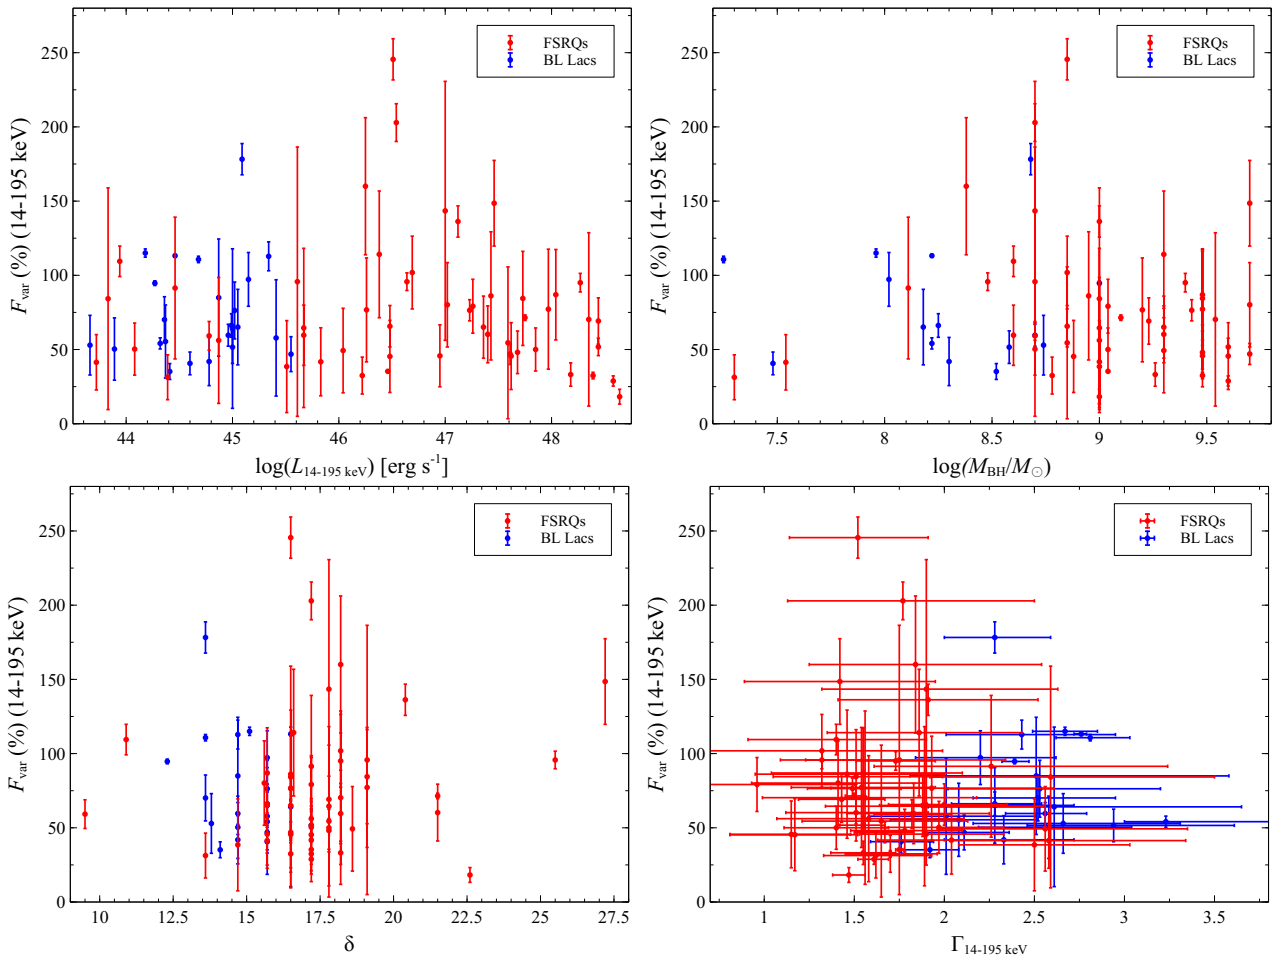 F_var (%) (14-195 keV)
250
200
150
100
50
0
FSRQs
BL Lacs
44 45 46 47 48
log(L_14-195 keV) [erg s^-1]
F_var (%) (14-195 keV)
250
200
150
100
50
0
FSRQs
BL Lacs
7.5 8 8.5 9 9.5
log(M_BH/M_⊙)
F_var (%) (14-195 keV)
250
200
150
100
50
0
FSRQs
BL Lacs
10 12.5 15 17.5 20 22.5 25 27.5
δ
F_var (%) (14-195 keV)
250
200
150
100
50
0
FSRQs
BL Lacs
1 1.5 2 2.5 3 3.5
Γ_14-195 keV